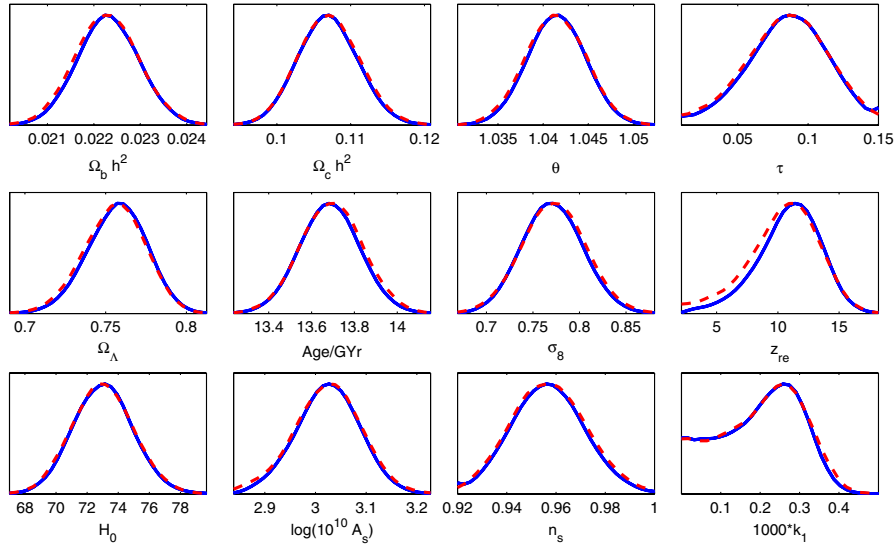 0.021 0.022 0.023 0.024 0.1 0.11 0.12 1.035 1.04 1.045 1.05 0.05 0.1 0.15
Ω_b h² Ω_c h² θ τ
0.7 0.75 0.8 13.4 13.6 13.8 14 0.7 0.75 0.8 0.85 5 10 15
Ω_Λ Age/GYr σ_8 z_re
68 70 72 74 76 78 2.9 3 3.1 3.2 0.92 0.94 0.96 0.98 1 0.1 0.2 0.3 0.4
H_0 log(10¹⁰ A_s) n_s 1000*k_1